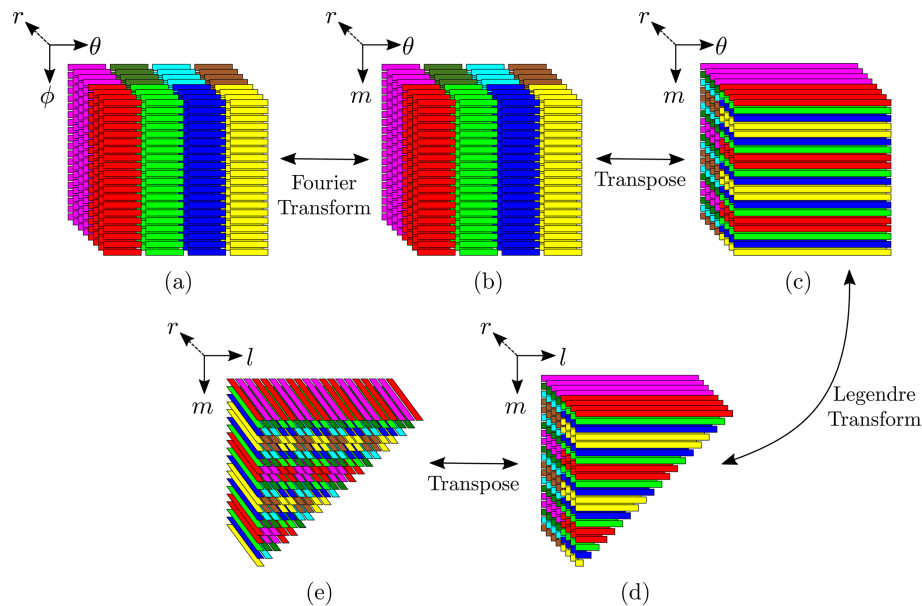 r
θ
ϕ
r
θ
m
r
θ
m
Fourier
Transform
Transpose
(a)
(b)
(c)
r
l
m
r
l
m
Legendre
Transform
Transpose
(e)
(d)